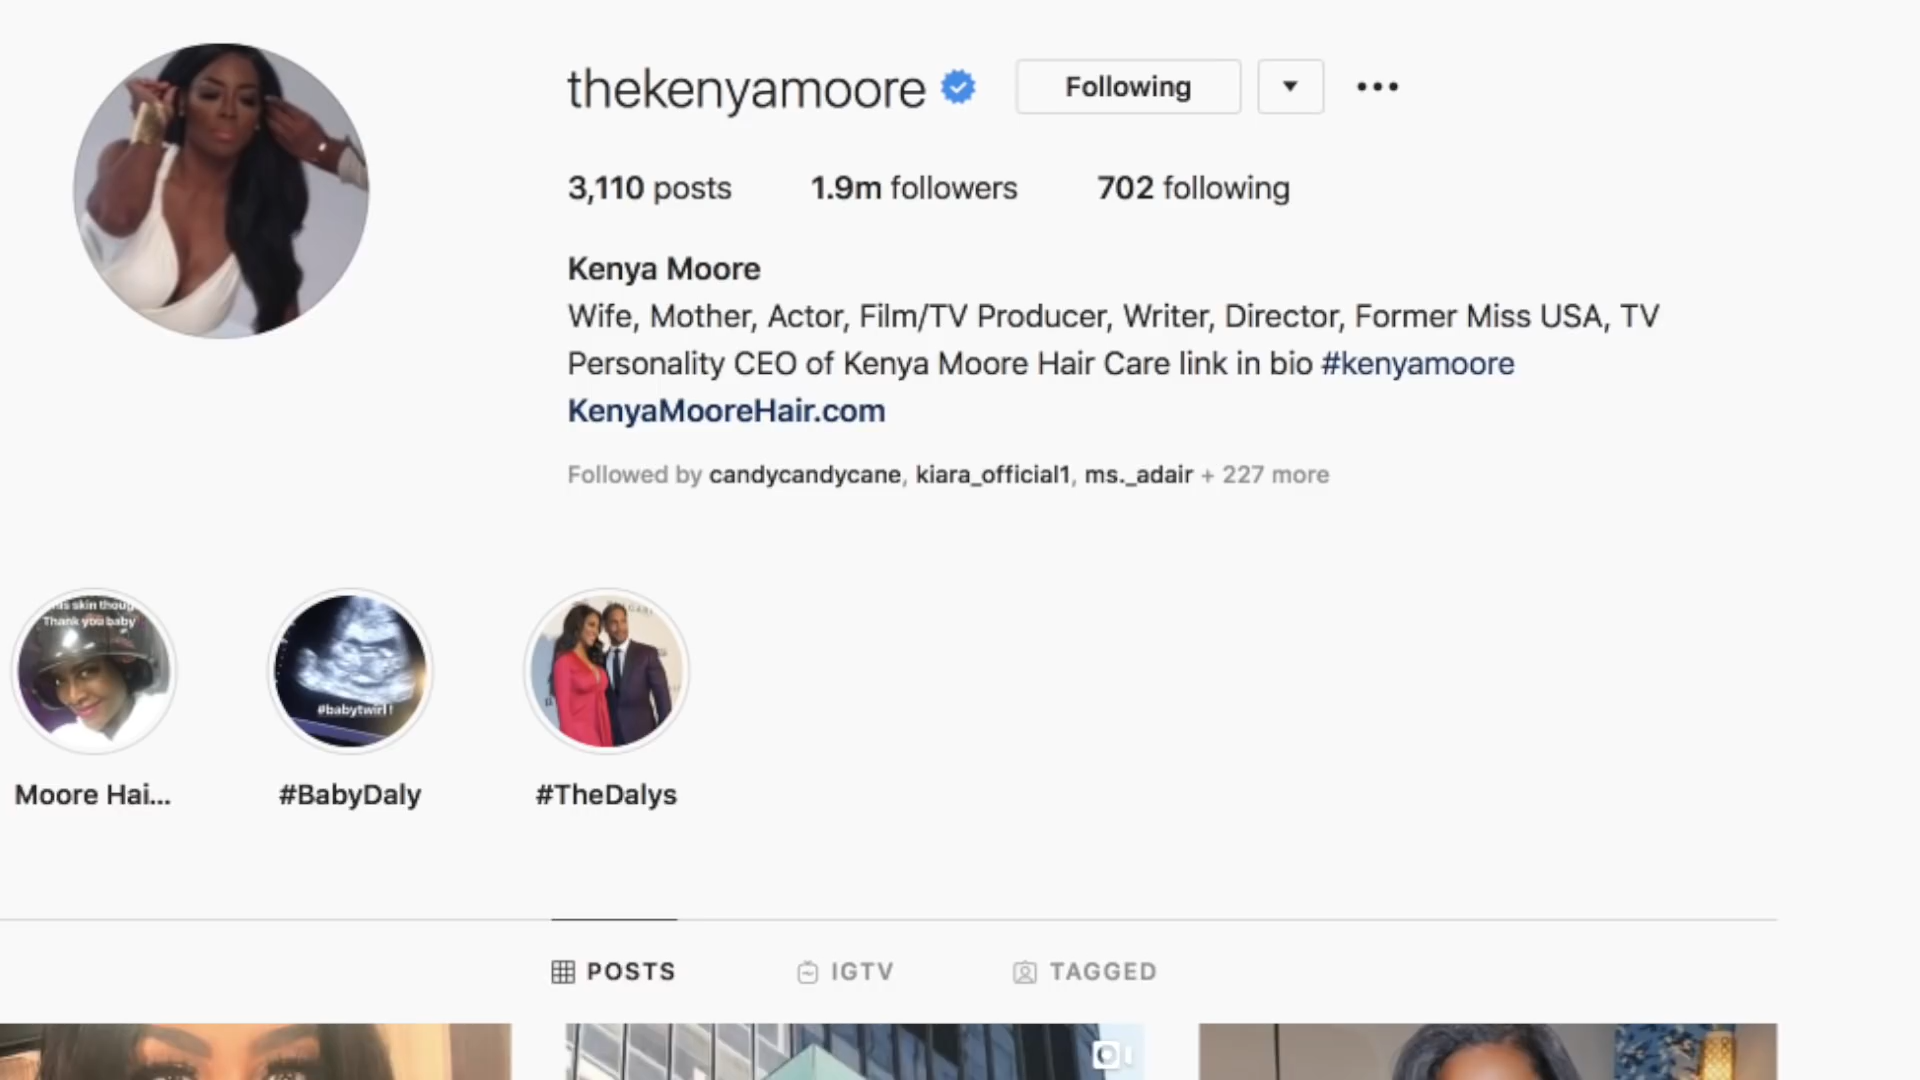 thekenyamoore
Following
3,110 posts 1.9m followers 702 following
Kenya Moore
Wife, Mother, Actor, Film/TV Producer, Writer, Director, Former Miss USA, TV
Personality CEO of Kenya Moore Hair Care link in bio #kenyamoore
KenyaMooreHair.com
Followed by candycandycane, kiara_official1, ms._adair + 227 more
skin thoug
Thank you baby
#babytwirl!
Moore Hai... #BabyDaly #TheDalys
POSTS IGTV TAGGED